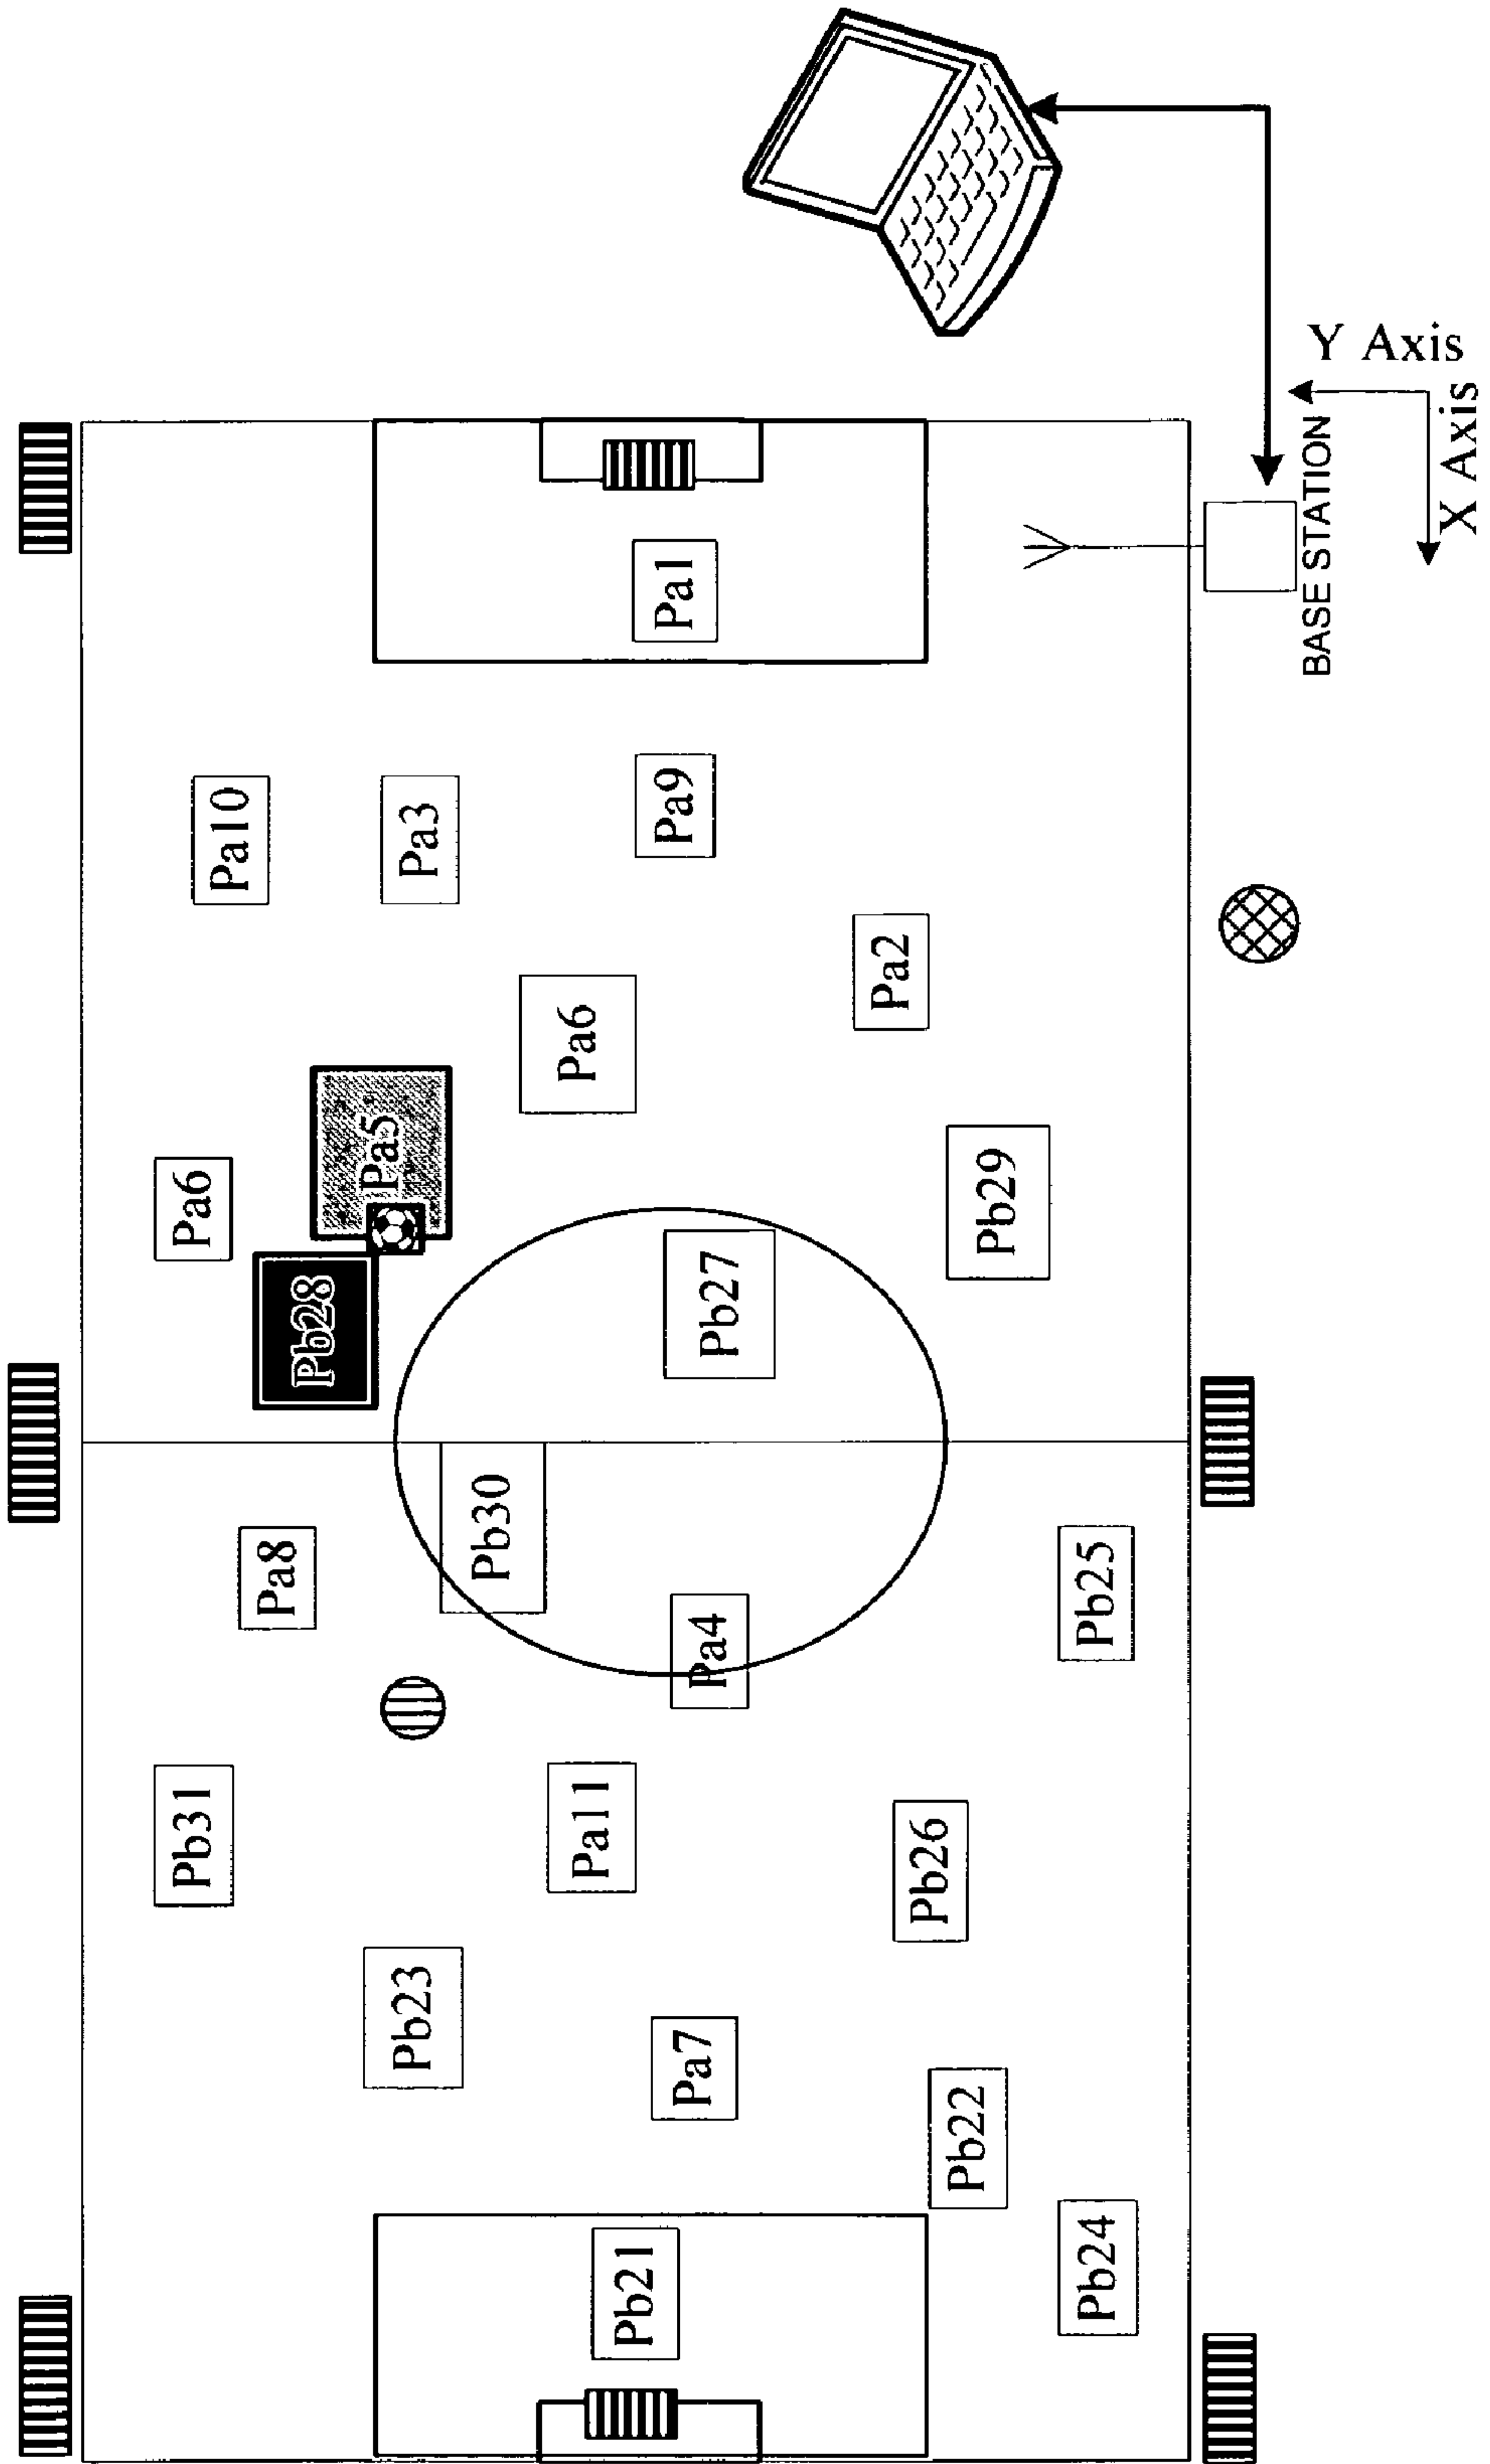 Y Axis
X Axis
BASE STATION
Pa1
Pa10
Pa3
Pa9
Pa2
Pa6
Pa5
Pa6
Pb29
Pb28
Pb27
Pb30
Pa8
Pa4
Pb25
Pb31
Pa11
Pb26
Pb23
Pa7
Pb22
Pb21
Pb24